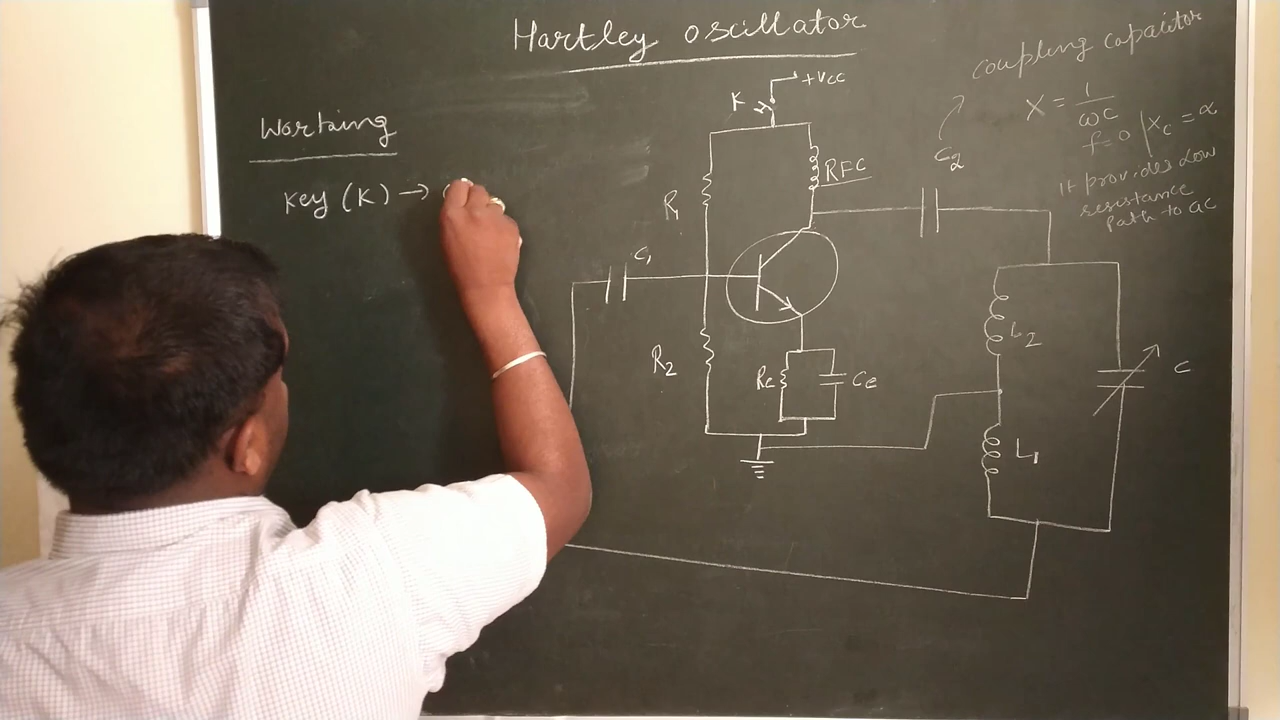 Hartley oscillator
Working
Key (K) →
K
+Vcc
RFC
R1
C1
R2
Re
Ce
C2
coupling capacitor
X = 1/ωC
f=0 | Xc = α
It provides low
resistance
Path to ac
L2
L1
C